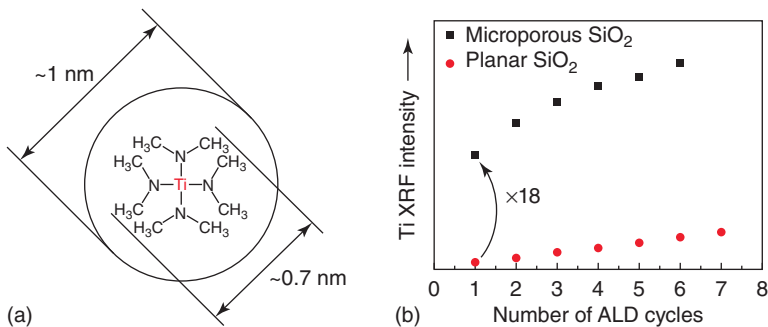 ~1 nm
H₃C CH₃
CH₃ N CH₃
N Ti N
H₃C N CH₃
H₃C CH₃
~0.7 nm
(a)
Ti XRF intensity
Microporous SiO₂
Planar SiO₂
×18
0 1 2 3 4 5 6 7 8
Number of ALD cycles
(b)